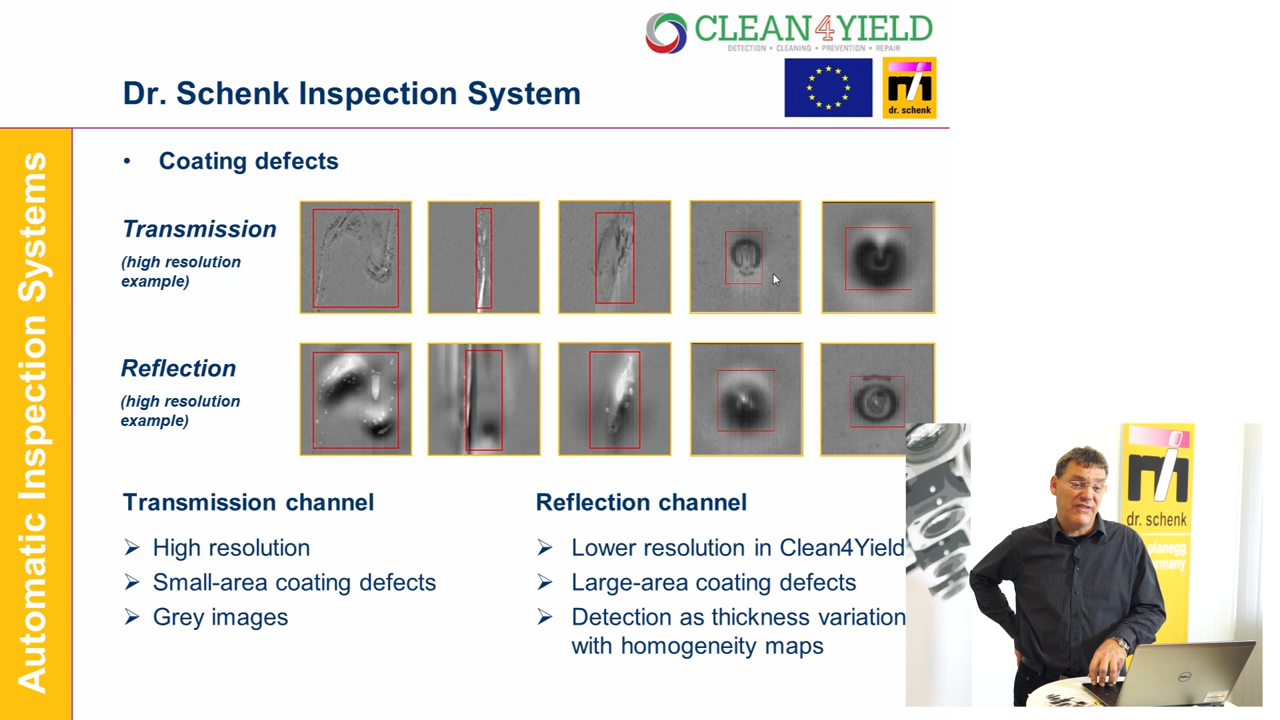 CLEAN4YIELD
DETECTION • CLEANING • PREVENTION • REPAIR
Dr. Schenk Inspection System
dr. schenk
Automatic Inspection Systems
• Coating defects
Transmission
(high resolution
example)
Reflection
(high resolution
example)
Transmission channel
High resolution
Small-area coating defects
Grey images
Reflection channel
Lower resolution in Clean4Yield
Large-area coating defects
Detection as thickness variation
with homogeneity maps
dr. schenk
planegg
DELL